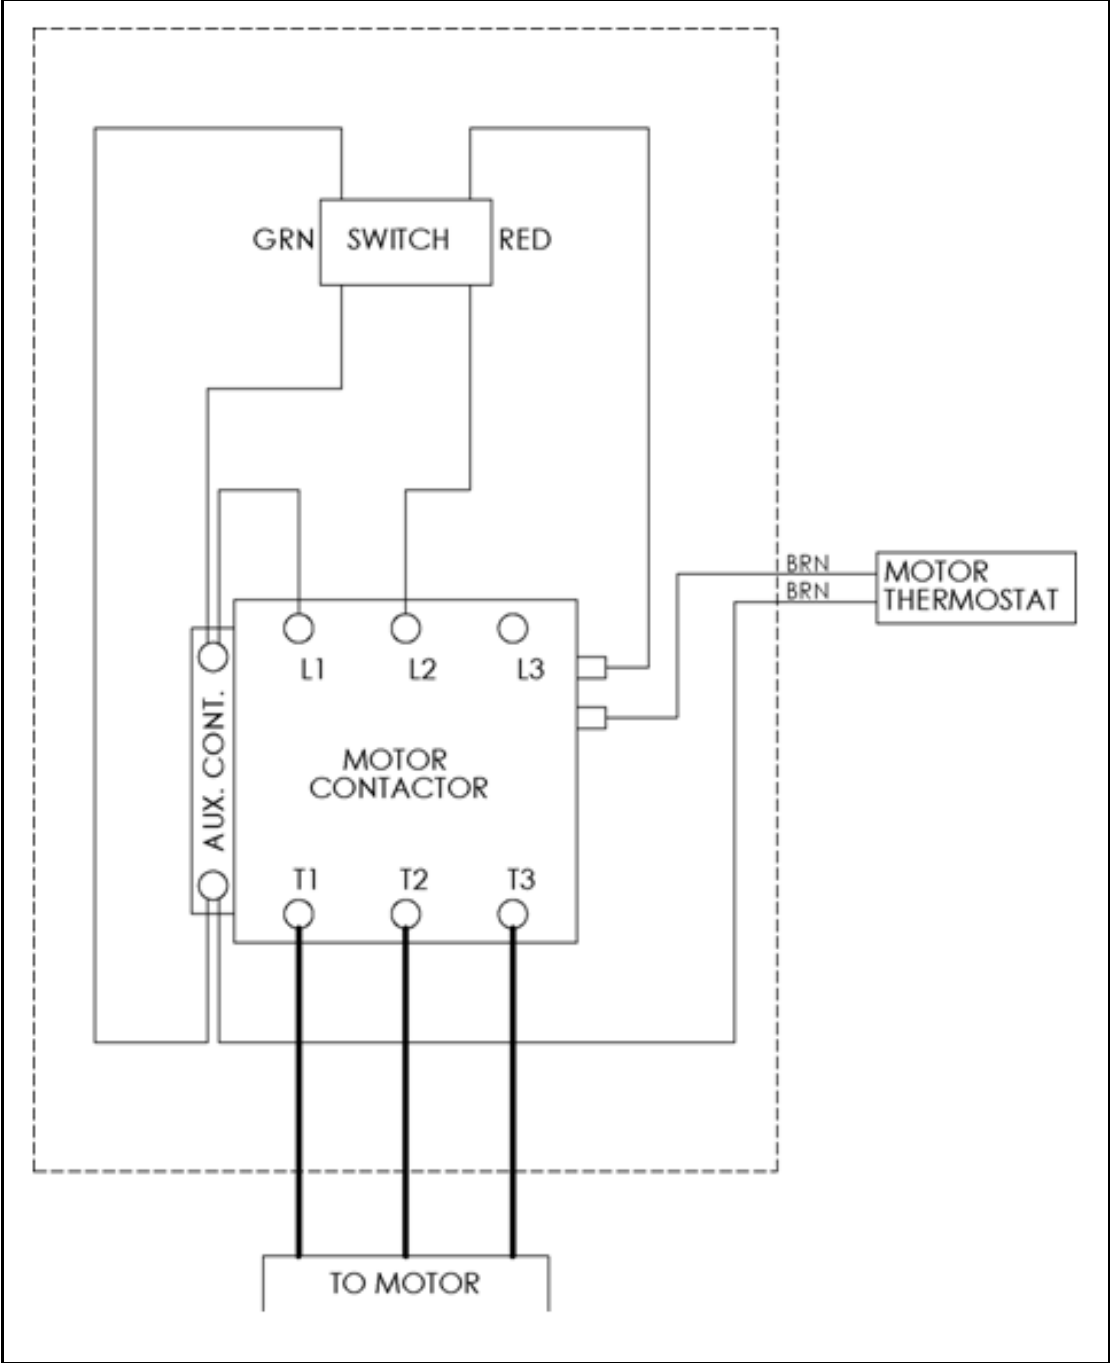 GRN SWITCH RED
BRN
BRN
MOTOR
THERMOSTAT
L1 L2 L3
AUX. CONT.
MOTOR
CONTACTOR
T1 T2 T3
TO MOTOR